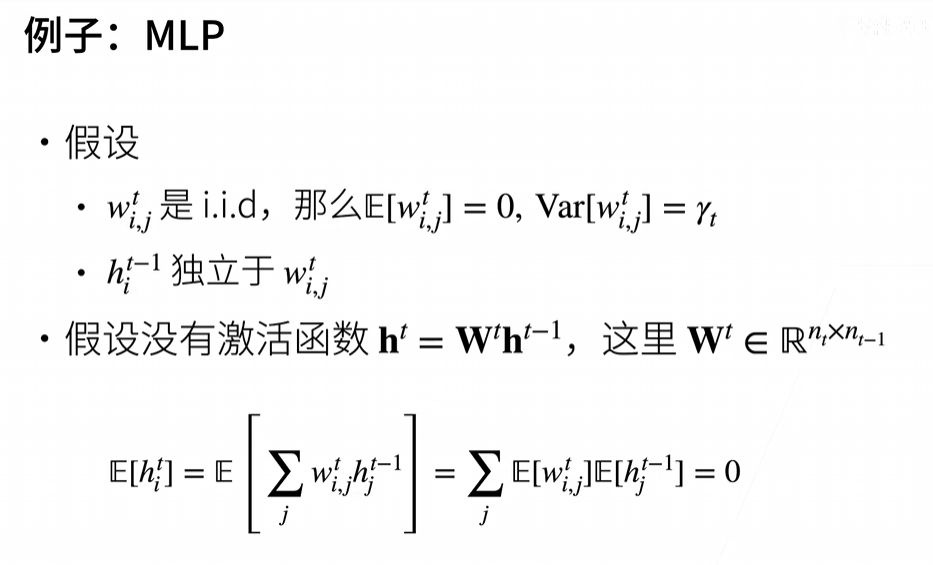 例子：MLP
• 假设
• $w_{i,j}^t$ 是 i.i.d，那么$\mathbb{E}[w_{i,j}^t] = 0, \mathrm{Var}[w_{i,j}^t] = \gamma_t$
• $h_i^{t-1}$ 独立于 $w_{i,j}^t$
• 假设没有激活函数 $\mathbf{h}^t = \mathbf{W}^t\mathbf{h}^{t-1}$，这里 $\mathbf{W}^t \in \mathbb{R}^{n_t \times n_{t-1}}$
$\mathbb{E}[h_i^t] = \mathbb{E}\left[\sum_j w_{i,j}^t h_j^{t-1}\right] = \sum_j \mathbb{E}[w_{i,j}^t]\mathbb{E}[h_j^{t-1}] = 0$